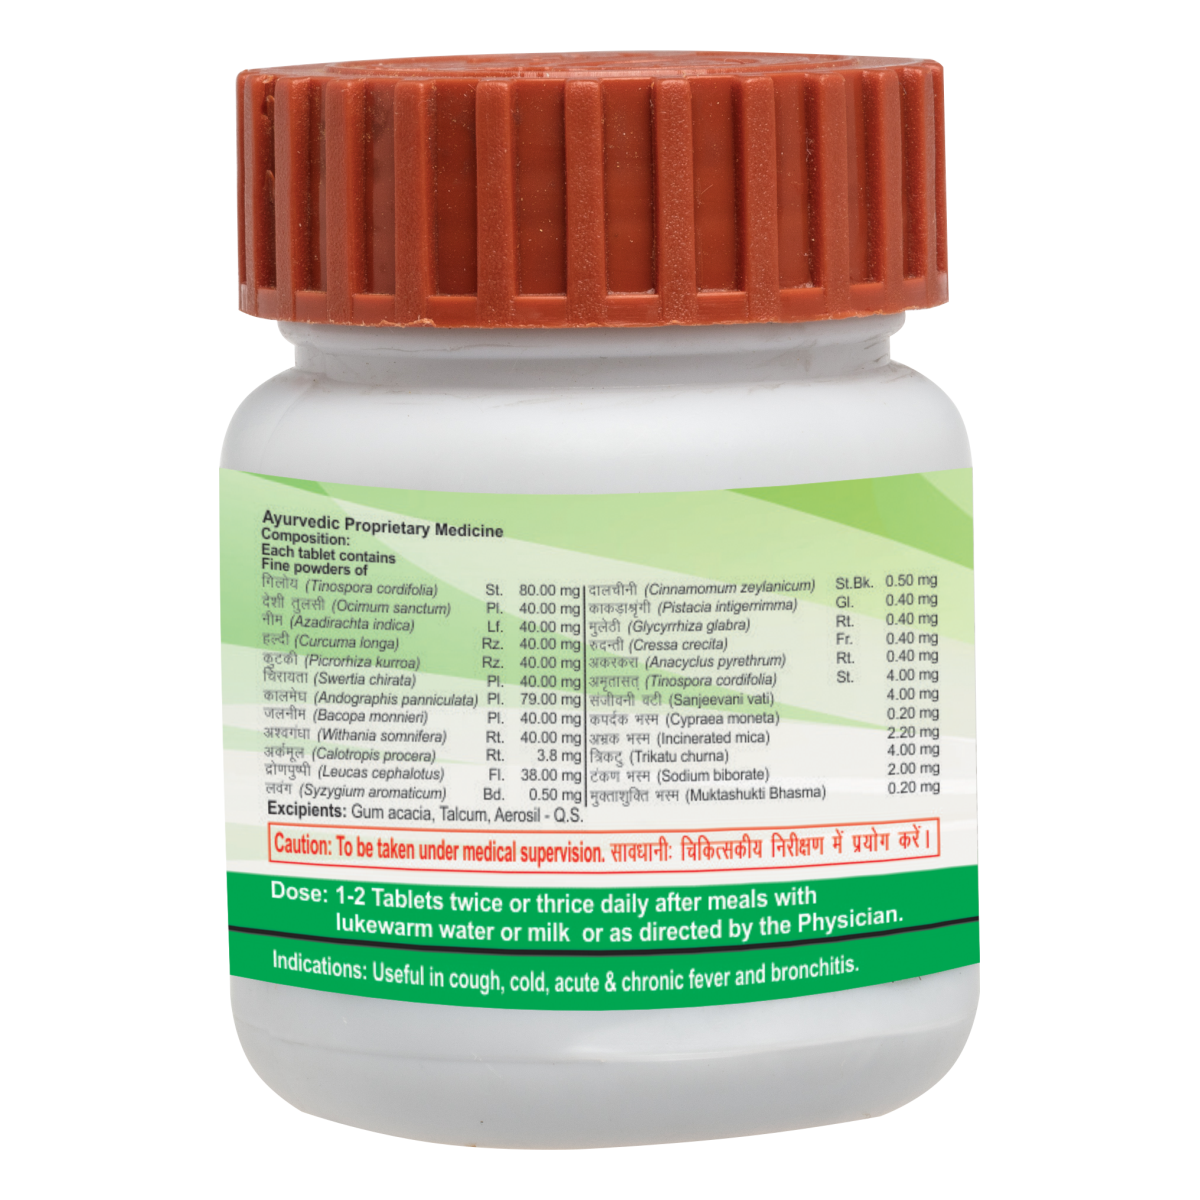 Ayurvedic Proprietary Medicine
Composition:
Each tablet contains
Fine powders of
गिलोय (Tinospora cordifolia) St. 80.00 mg
देशी तुलसी (Ocimum sanctum) Pl. 40.00 mg
नीम (Azadirachta indica) Lf. 40.00 mg
हल्दी (Curcuma longa) Rz. 40.00 mg
कुटकी (Picrorhiza kurroa) Rz. 40.00 mg
चिरायता (Swertia chirata) Pl. 40.00 mg
कालमेघ (Andographis panniculata) Pl. 79.00 mg
जलनीम (Bacopa monnieri) Pl. 40.00 mg
अश्वगंधा (Withania somnifera) Rt. 40.00 mg
अर्कमूल (Calotropis procera) Rt. 3.8 mg
द्रोणपुष्पी (Leucas cephalotus) Fl. 38.00 mg
लवंग (Syzygium aromaticum) Bd. 0.50 mg
दालचीनी (Cinnamomum zeylanicum) St.Bk. 0.50 mg
काकड़ाश्रृंगी (Pistacia intigerrimma) Gl. 0.40 mg
मुलेठी (Glycyrrhiza glabra) Rt. 0.40 mg
रुदन्ती (Cressa crecita) Fr. 0.40 mg
अकरकरा (Anacyclus pyrethrum) Rt. 0.40 mg
अमृतासत् (Tinospora cordifolia) St. 4.00 mg
संजीवनी वटी (Sanjeevani vati) 4.00 mg
कपर्दक भस्म (Cypraea moneta) 0.20 mg
अभ्रक भस्म (Incinerated mica) 2.20 mg
त्रिकटु (Trikatu churna) 4.00 mg
टंकण भस्म (Sodium biborate) 2.00 mg
मुक्ताशुक्ति भस्म (Muktashukti Bhasma) 0.20 mg
Excipients: Gum acacia, Talcum, Aerosil - Q.S.
Caution: To be taken under medical supervision. सावधानी: चिकित्सकीय निरीक्षण में प्रयोग करें।
Dose: 1-2 Tablets twice or thrice daily after meals with
lukewarm water or milk or as directed by the Physician.
Indications: Useful in cough, cold, acute & chronic fever and bronchitis.